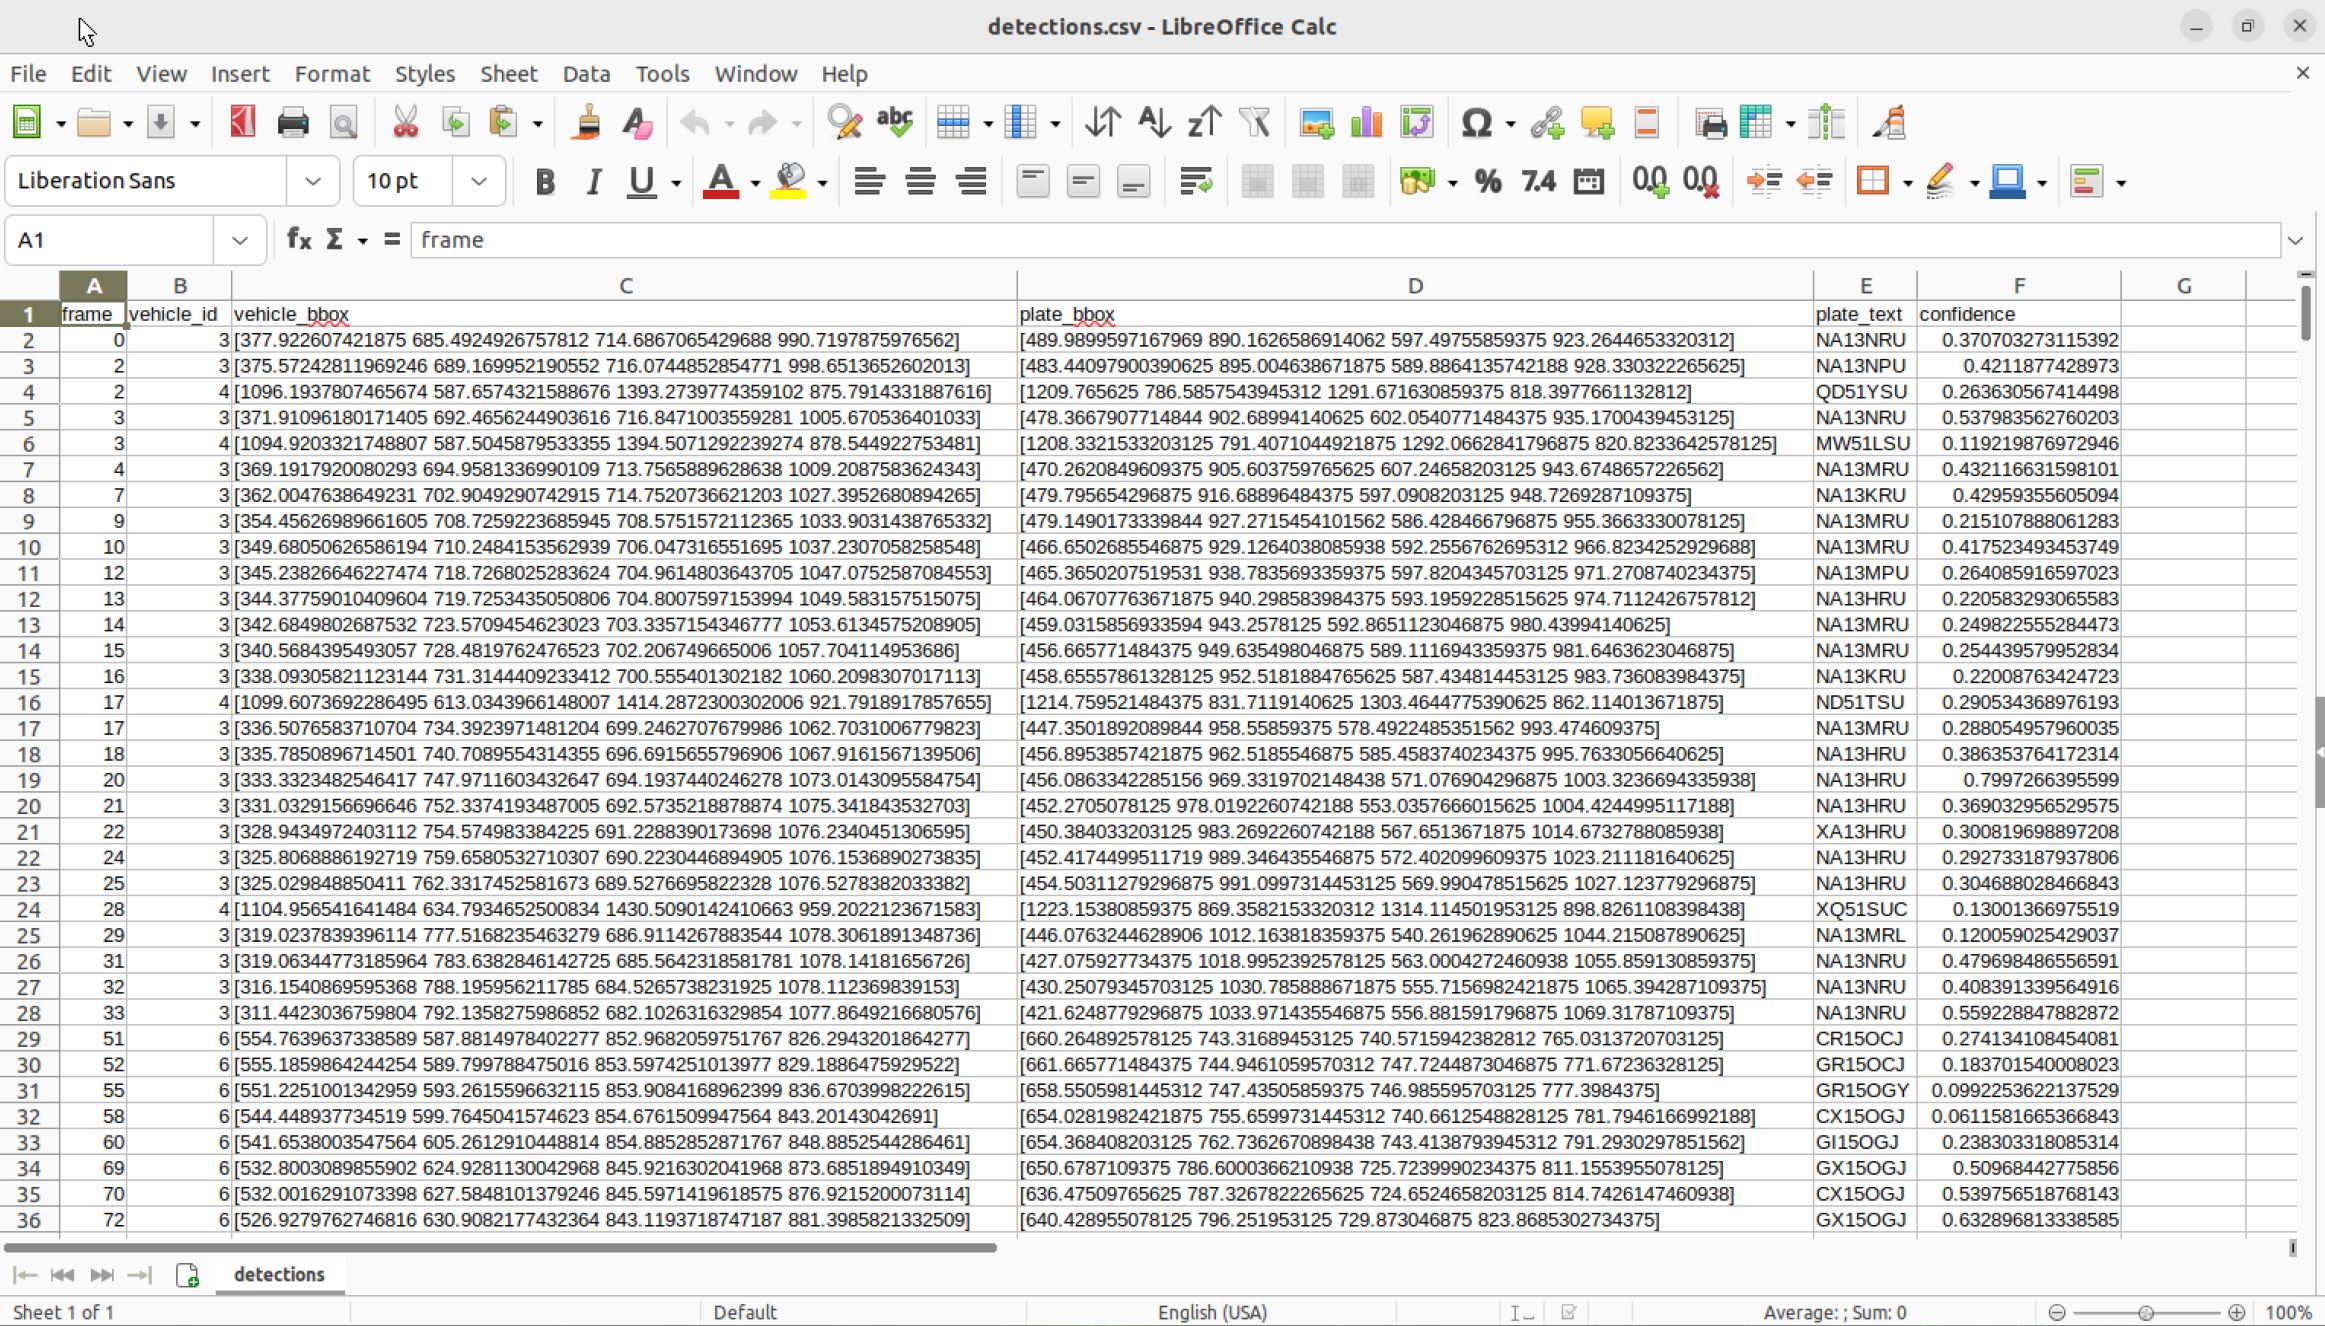 detections.csv - LibreOffice Calc
File Edit View Insert Format Styles Sheet Data Tools Window Help
Liberation Sans 10 pt
A1 frame
A B C D E F G
1 frame vehicle_id vehicle_bbox plate_bbox plate_text confidence
2 0 3 [377.922607421875 685.4924926757812 714.6867065429688 990.7197875976562] [489.9899597167969 890.1626586914062 597.49755859375 923.2644653320312] NA13NRU 0.370703273115392
3 2 3 [375.57242811969246 689.169952190552 716.0744852854771 998.6513652602013] [483.44097900390625 895.004638671875 589.8864135742188 928.330322265625] NA13NPU 0.4211877428973
4 2 4 [1096.1937807465674 587.6574321588676 1393.2739774359102 875.7914331887616] [1209.765625 786.5857543945312 1291.671630859375 818.3977661132812] QD51YSU 0.263630567414498
5 3 3 [371.91096180171405 692.46562449036​16 716.8471003559281 1005.670536401033] [478.3667907714844 902.68994140625 602.0540771484375 935.1700439453125] NA13NRU 0.537983562760203
6 3 4 [1094.9203321748807 587.5045879533355 1394.5071292239274 878.544922753481] [1208.3321533203125 791.4071044921875 1292.0662841796875 820.8233642578125] MW51LSU 0.119219876972946
7 4 3 [369.1917920080293 694.9581336990109 713.7565889628638 1009.2087583624343] [470.2620849609375 905.603759765625 607.24658203125 943.6748657226562] NA13MRU 0.432116631598101
8 7 3 [362.0047638649231 702.9049290742915 714.7520736621203 1027.3952680894265] [479.795654296875 916.68896484375 597.0908203125 948.7269287109375] NA13KRU 0.42959355605094
9 9 3 [354.45626989661605 708.7259223685945 708.5751572112365 1033.9031438765332] [479.1490173339844 927.2715454101562 586.428466796875 955.3663330078125] NA13MRU 0.215107888061283
10 10 3 [349.68050626586194 710.2484153562939 706.047316551695 1037.2307058258548] [466.6502685546875 929.1264038085938 592.2556762695312 966.8234252929688] NA13MRU 0.417523493453749
11 12 3 [345.23826646227474 718.7268025283624 704.9614803643705 1047.0752587084553] [465.3650207519531 938.7835693359375 597.8204345703125 971.2708740234375] NA13MPU 0.264085916597023
12 13 3 [344.37759010409604 719.7253435050806 704.8007597153994 1049.583157515075] [464.06707763671875 940.298583984375 593.1959228515625 974.7112426757812] NA13HRU 0.220583293065583
13 14 3 [342.6849802687532 723.5709454623023 703.3357154346777 1053.6134575208905] [459.0315856933594 943.2578125 592.8651123046875 980.43994140625] NA13MRU 0.249822555284473
14 15 3 [340.5684395493057 728.4819762476523 702.206749665006 1057.704114953686] [456.665771484375 949.635498046875 589.1116943359375 981.6463623046875] NA13MRU 0.254439579952834
15 16 3 [338.09305821123144 731.3144409233412 700.555401302182 1060.2098307017113] [458.65557861328125 952.5181884765625 587.434814453125 983.736083984375] NA13KRU 0.22008763424723
16 17 4 [1099.6073692286495 613.0343966148007 1414.2872300302006 921.7918917857655] [1214.759521484375 831.7119140625 1303.4644775390625 862.114013671875] ND51TSU 0.290534368976193
17 17 3 [336.5076583710704 734.3923971481204 699.2462707679986 1062.7031006779823] [447.3501892089844 958.55859375 578.4922485351562 993.474609375] NA13MRU 0.288054957960035
18 18 3 [335.7850896714501 740.7089554314355 696.6915655796906 1067.9161567139506] [456.8953857421875 962.5185546875 585.4583740234375 995.7633056640625] NA13HRU 0.386353764172314
19 20 3 [333.3323482546417 747.9711603432647 694.1937440246278 1073.0143095584754] [456.0863342285156 969.3319702148438 571.076904296875 1003.3236694335938] NA13HRU 0.7997266395599
20 21 3 [331.0329156696646 752.3374193487005 692.5735218878874 1075.341843532703] [452.2705078125 978.0192260742188 553.0357666015625 1004.4244995117188] NA13HRU 0.369032956529575
21 22 3 [328.9434972403112 754.574983384225 691.2288390173698 1076.2340451306595] [450.384033203125 983.2692260742188 567.6513671875 1014.6732788085938] XA13HRU 0.300819698897208
22 24 3 [325.8068886192719 759.6580532710307 690.2230446894905 1076.1536890273835] [452.4174499511719 989.346435546875 572.402099609375 1023.211181640625] NA13HRU 0.292733187937806
23 25 3 [325.029848850411 762.3317452581673 689.5276695822328 1076.5278382033382] [454.50311279296875 991.0997314453125 569.990478515625 1027.123779296875] NA13HRU 0.304688028466843
24 28 4 [1104.956541641484 634.7934652500834 1430.5090142410663 959.2022123671583] [1223.15380859375 869.3582153320312 1314.114501953125 898.8261108398438] XQ51SUC 0.13001366975519
25 29 3 [319.0237839396114 777.5168235463279 686.9114267883544 1078.3061891348736] [446.0763244628906 1012.163818359375 540.261962890625 1044.215087890625] NA13MRL 0.120059025429037
26 31 3 [319.06344773185964 783.6382846142725 685.5642318581781 1078.14181656726] [427.075927734375 1018.9952392578125 563.0004272460938 1055.859130859375] NA13NRU 0.479698486556591
27 32 3 [316.1540869595368 788.195956211785 684.5265738231925 1078.112369839153] [430.25079345703125 1030.785888671875 555.7156982421875 1065.394287109375] NA13NRU 0.408391339564916
28 33 3 [311.4423036759804 792.1358275986852 682.1026316329854 1077.8649216680576] [421.6248779296875 1033.971435546875 556.881591796875 1069.31787109375] NA13NRU 0.559228847882872
29 51 6 [554.7639637338589 587.8814978402277 852.9682059751767 826.2943201864277] [660.264892578125 743.31689453125 740.5715942382812 765.0313720703125] CR15OCJ 0.274134108454081
30 52 6 [555.1859864244254 589.799788475016 853.5974251013977 829.1886475929522] [661.665771484375 744.9461059570312 747.7244873046875 771.67236328125] GR15OCJ 0.183701540008023
31 55 6 [551.2251001342959 593.2615596632115 853.9084168962399 836.6703998222615] [658.5505981445312 747.43505859375 746.985595703125 777.3984375] GR15OGY 0.0992253622137529
32 58 6 [544.448937734519 599.7645041574623 854.6761509947564 843.20143042691] [654.0281982421875 755.6599731445312 740.6612548828125 781.7946166992188] CX15OGJ 0.0611581665366843
33 60 6 [541.6538003547564 605.2612910448814 854.8852852871767 848.8852544286461] [654.368408203125 762.7362670898438 743.4138793945312 791.2930297851562] GI15OGJ 0.238303318085314
34 69 6 [532.8003089855902 624.9281130042968 845.9216302041968 873.6851894910349] [650.6787109375 786.6000366210938 725.7239990234375 811.1553955078125] GX15OGJ 0.50968442775856
35 70 6 [532.0016291073398 627.5848101379246 845.5971419618575 876.9215200073114] [636.47509765625 787.3267822265625 724.6524658203125 814.7426147460938] CX15OGJ 0.539756518768143
36 72 6 [526.9279762746816 630.9082177432364 843.1193718747187 881.3985821332509] [640.428955078125 796.251953125 729.873046875 823.8685302734375] GX15OGJ 0.632896813338585
detections
Sheet 1 of 1 Default English (USA) Average: ; Sum: 0 100%